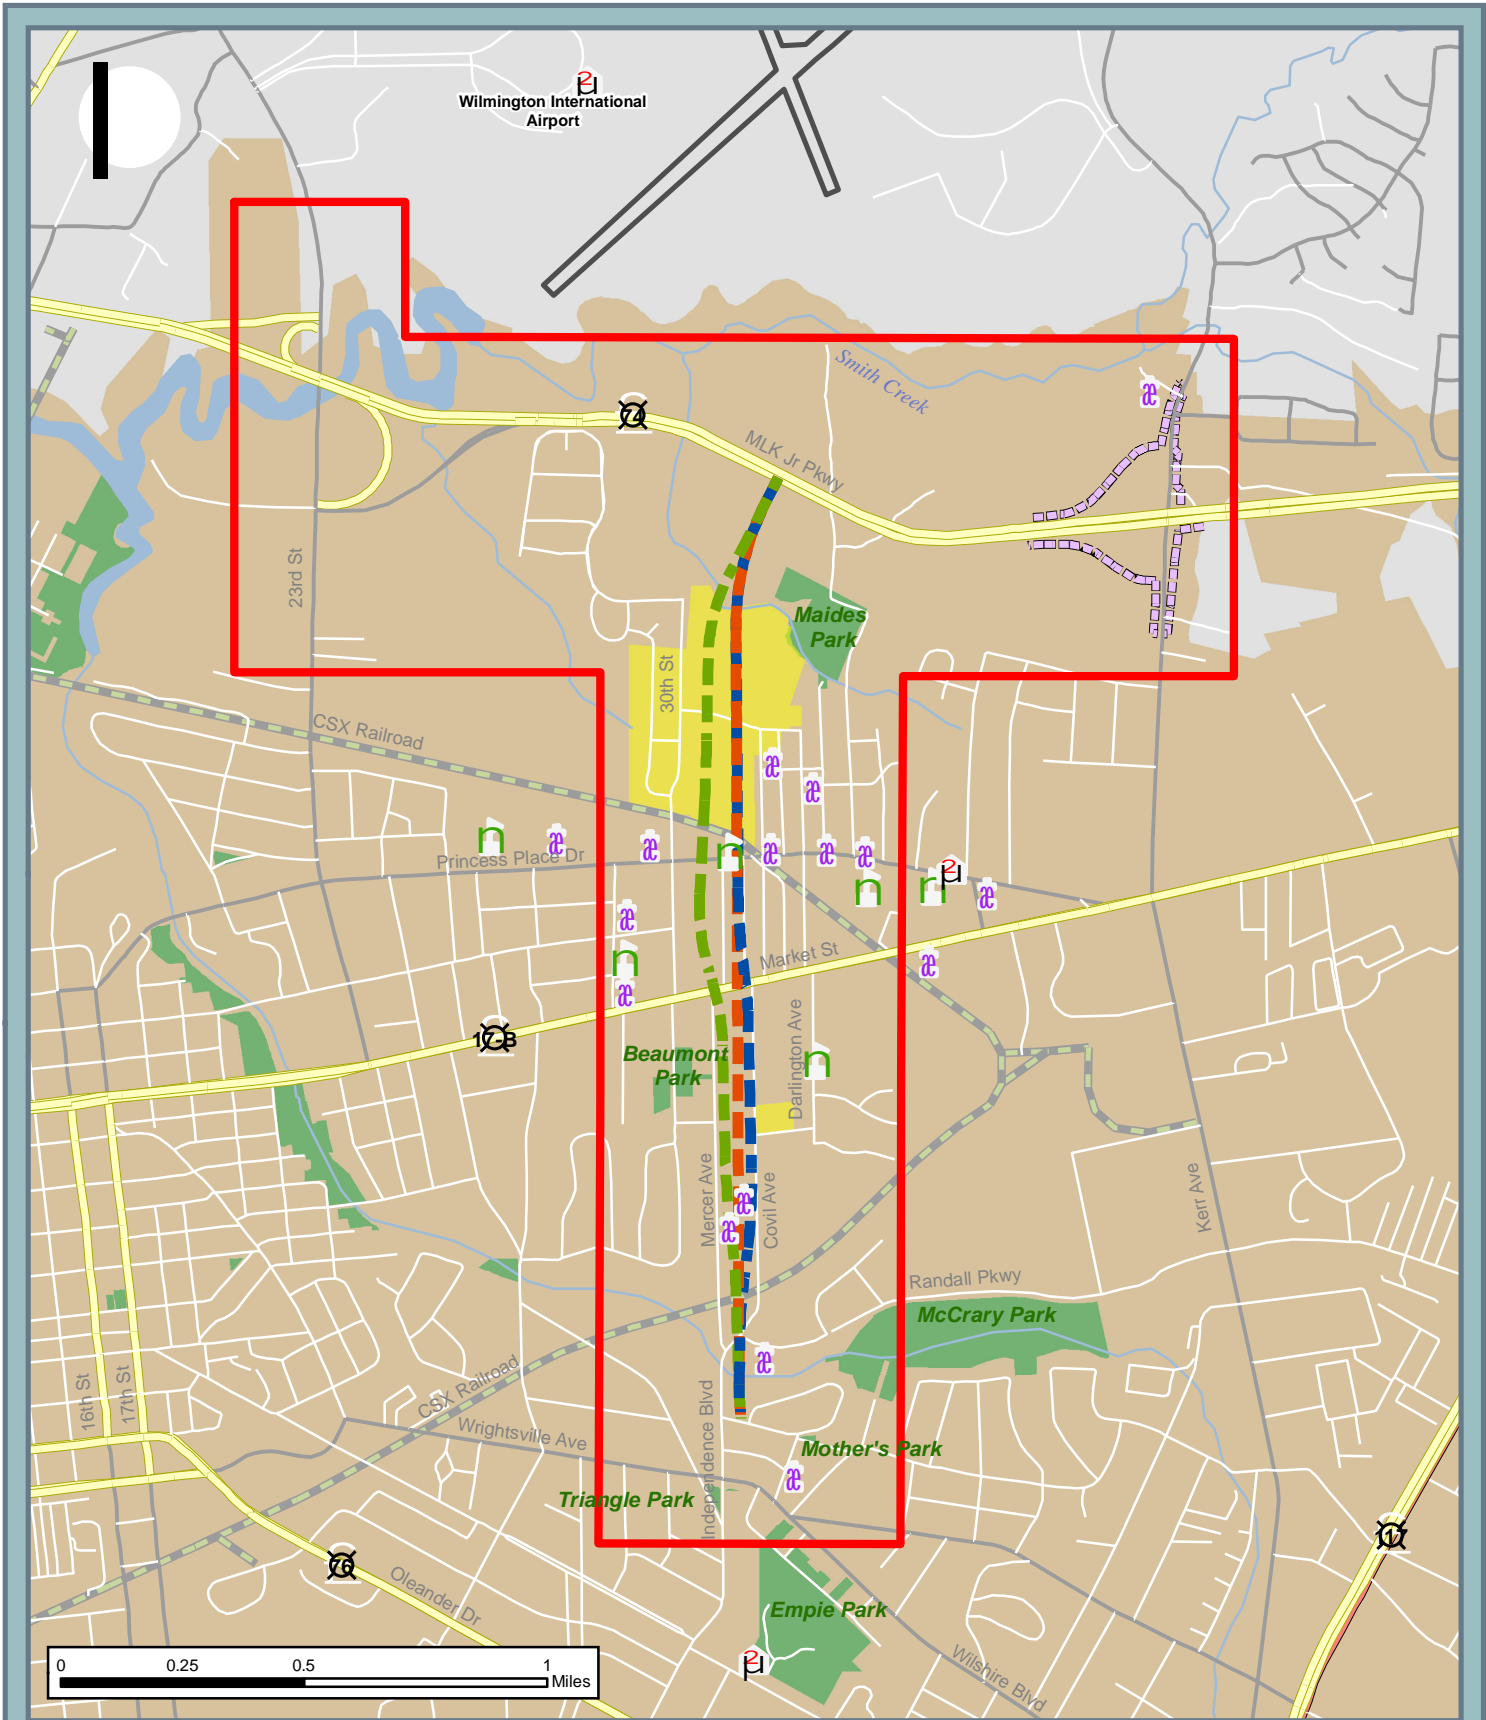 Wilmington International
Airport
Smith Creek
74
MLK Jr Pkwy
23rd St
Maides
Park
30th St
CSX Railroad
Princess Place Dr
Market St
17-B
Beaumont
Park
Darlington Ave
Mercer Ave
Covil Ave
Kerr Ave
Randall Pkwy
McCrary Park
16th St
17th St
CSX Railroad
Wrightsville Ave
Independence Blvd
Mother's Park
Triangle Park
17
76
Oleander Dr
Empie Park
Wilshire Blvd
0 0.25 0.5 1
Miles